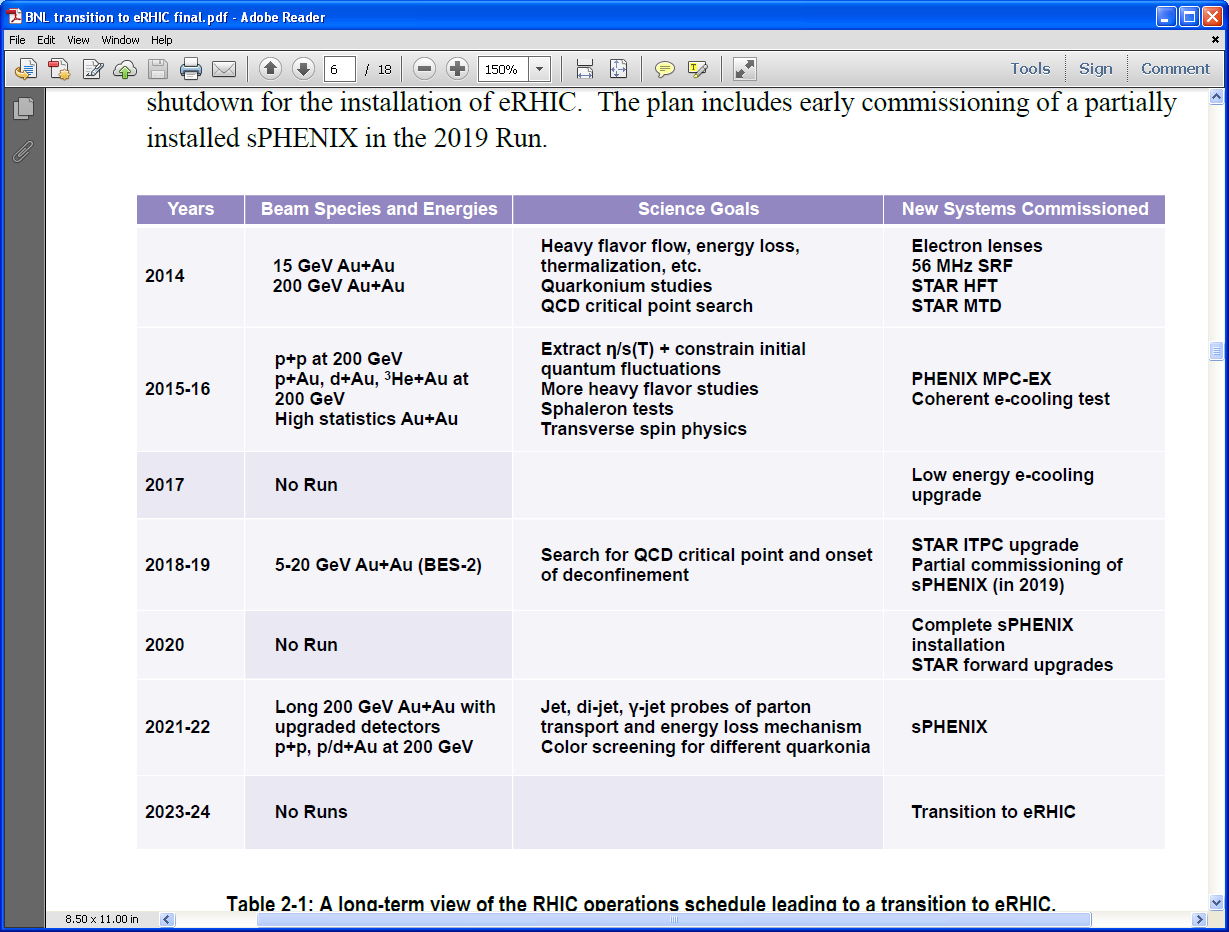 BNL transition to eRHIC final.pdf - Adobe Reader
File Edit View Window Help
6 / 18 150% Tools Sign Comment
shutdown for the installation of eRHIC. The plan includes early commissioning of a partially
installed sPHENIX in the 2019 Run.
Years Beam Species and Energies Science Goals New Systems Commissioned
2014
15 GeV Au+Au
200 GeV Au+Au
Heavy flavor flow, energy loss,
thermalization, etc.
Quarkonium studies
QCD critical point search
Electron lenses
56 MHz SRF
STAR HFT
STAR MTD
2015-16
p+p at 200 GeV
p+Au, d+Au, ³He+Au at
200 GeV
High statistics Au+Au
Extract η/s(T) + constrain initial
quantum fluctuations
More heavy flavor studies
Sphaleron tests
Transverse spin physics
PHENIX MPC-EX
Coherent e-cooling test
2017
No Run
Low energy e-cooling
upgrade
2018-19
5-20 GeV Au+Au (BES-2)
Search for QCD critical point and onset
of deconfinement
STAR ITPC upgrade
Partial commissioning of
sPHENIX (in 2019)
2020
No Run
Complete sPHENIX
installation
STAR forward upgrades
2021-22
Long 200 GeV Au+Au with
upgraded detectors
p+p, p/d+Au at 200 GeV
Jet, di-jet, γ-jet probes of parton
transport and energy loss mechanism
Color screening for different quarkonia
sPHENIX
2023-24
No Runs
Transition to eRHIC
Table 2-1: A long-term view of the RHIC operations schedule leading to a transition to eRHIC.
8.50 x 11.00 in